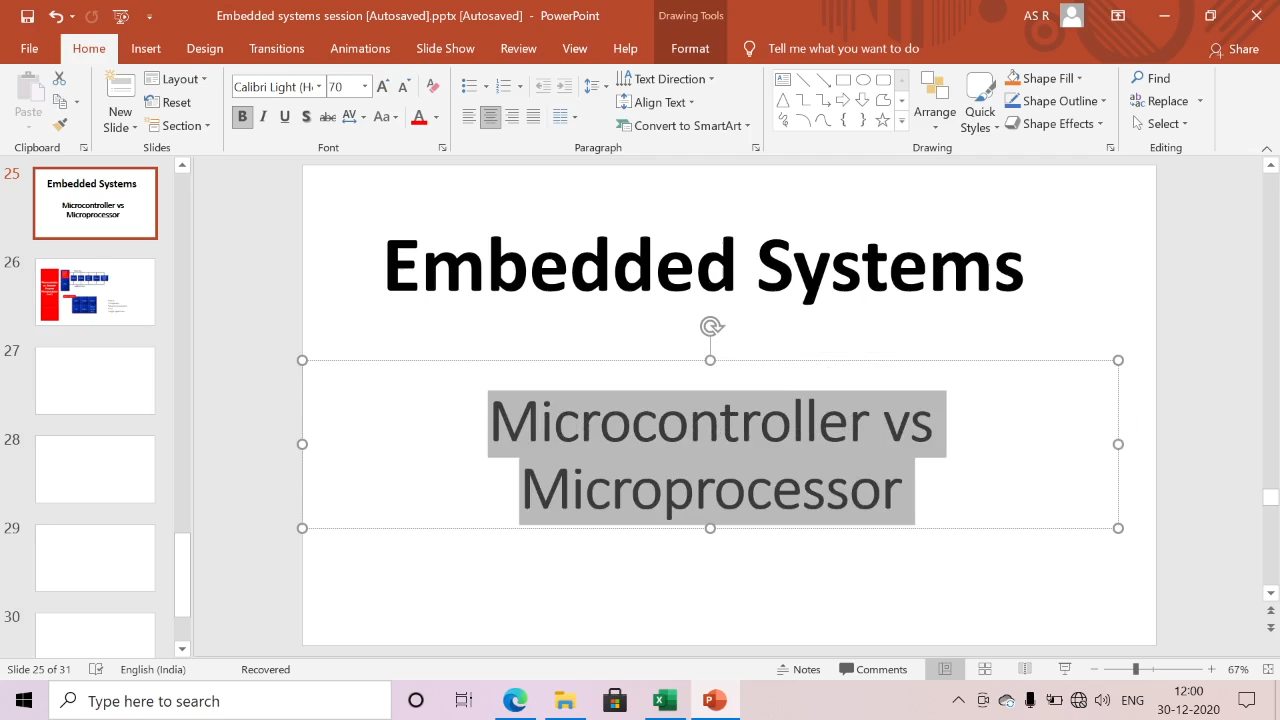 Embedded systems session [Autosaved].pptx [Autosaved] - PowerPoint
Drawing Tools
AS R
File Home Insert Design Transitions Animations Slide Show Review View Help Format Tell me what you want to do Share
Paste
New Slide
Layout
Reset
Section
Calibri Light (H 70
B I U S abc AV Aa A
Text Direction
Align Text
Convert to SmartArt
Arrange
Quick Styles
Shape Fill
Shape Outline
Shape Effects
Find
Replace
Select
Clipboard Slides Font Paragraph Drawing Editing
25
Embedded Systems
Microcontroller vs
Microprocessor
26
27
28
29
30
Embedded Systems
Microcontroller vs
Microprocessor
Slide 25 of 31 English (India) Recovered Notes Comments 67%
Type here to search
ENG
12:00
30-12-2020